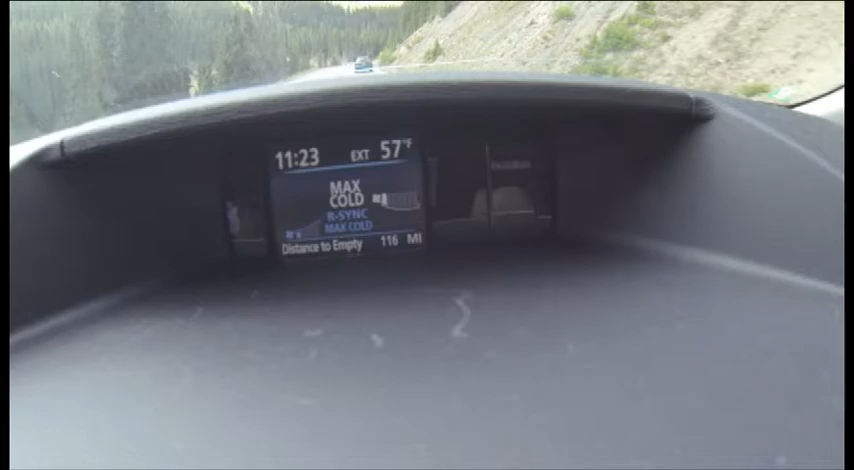 11:23 EXT 57°F
MAX
COLD
R-SYNC
MAX COLD
Distance to Empty 116 MI